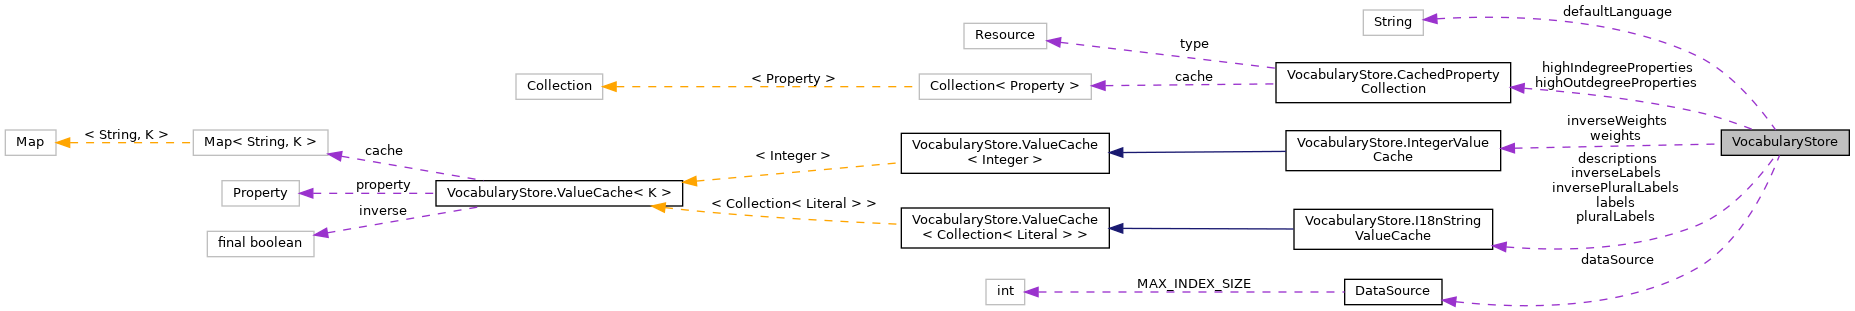 defaultLanguage
String
Resource
type
highIndegreeProperties
highOutdegreeProperties
VocabularyStore.CachedProperty
Collection
Collection
< Property >
Collection< Property >
cache
Map
< String, K >
Map< String, K >
cache
Property
property
inverse
final boolean
VocabularyStore.ValueCache< K >
< Integer >
< Collection< Literal > >
VocabularyStore.ValueCache
< Integer >
VocabularyStore.IntegerValue
Cache
inverseWeights
weights
VocabularyStore
descriptions
inverseLabels
inversePluralLabels
labels
pluralLabels
VocabularyStore.ValueCache
< Collection< Literal > >
VocabularyStore.I18nString
ValueCache
dataSource
int
MAX_INDEX_SIZE
DataSource